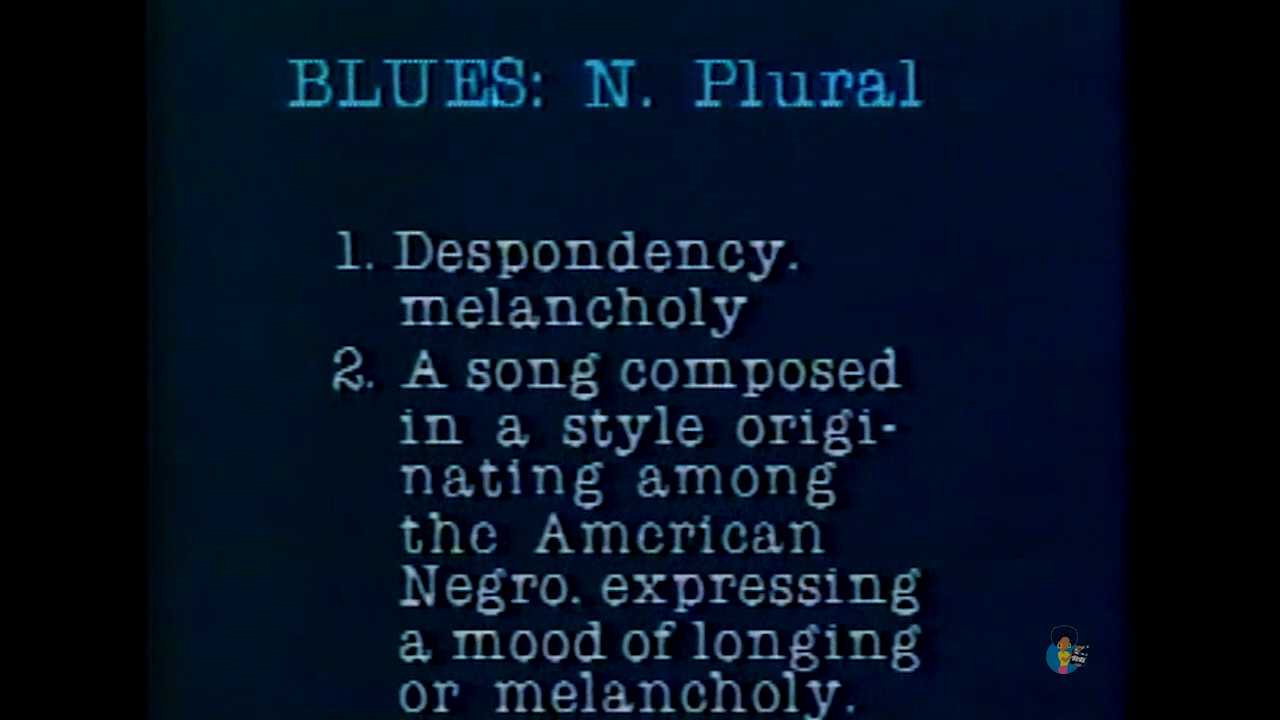 BLUES: N. Plural
1. Despondency.
melancholy
2. A song composed
in a style origi-
nating among
the American
Negro. expressing
a mood of longing
or melancholy.